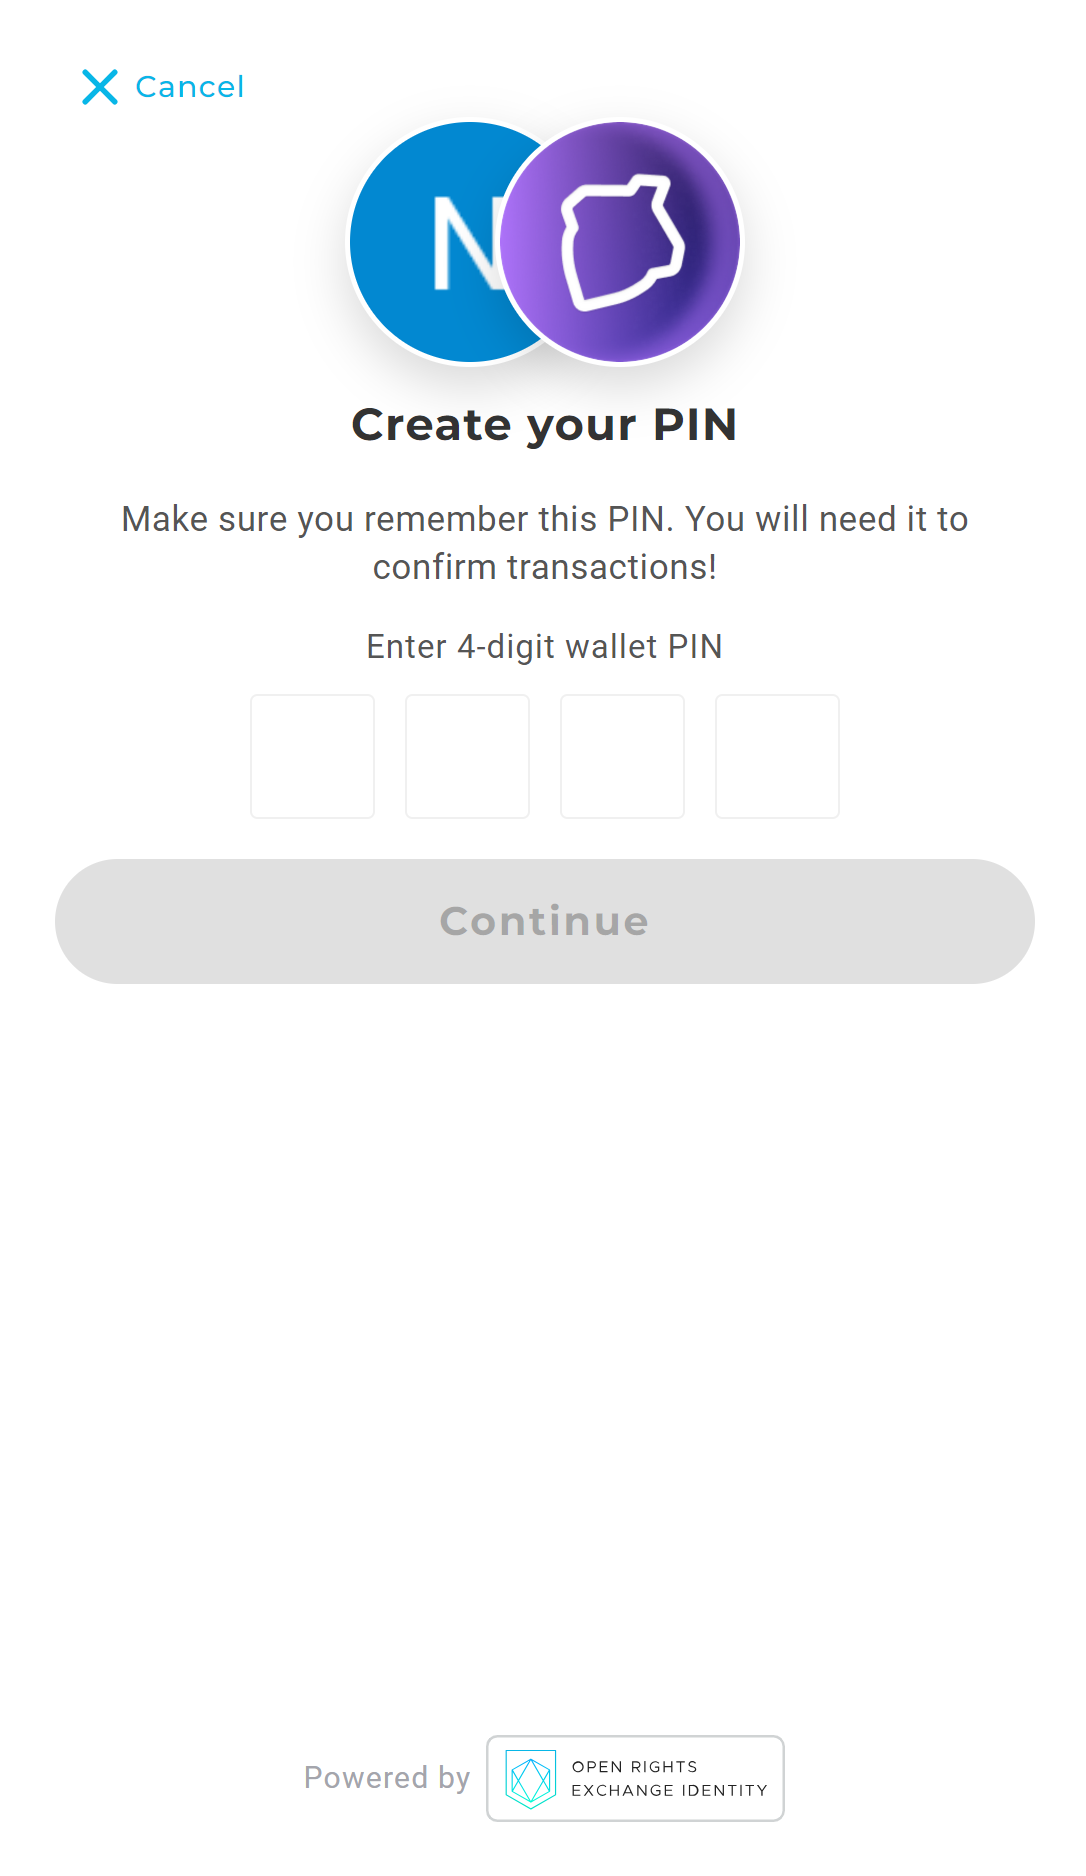 Cancel
N
Create your PIN
Make sure you remember this PIN. You will need it to
confirm transactions!
Enter 4-digit wallet PIN
Continue
Powered by
OPEN RIGHTS
EXCHANGE IDENTITY